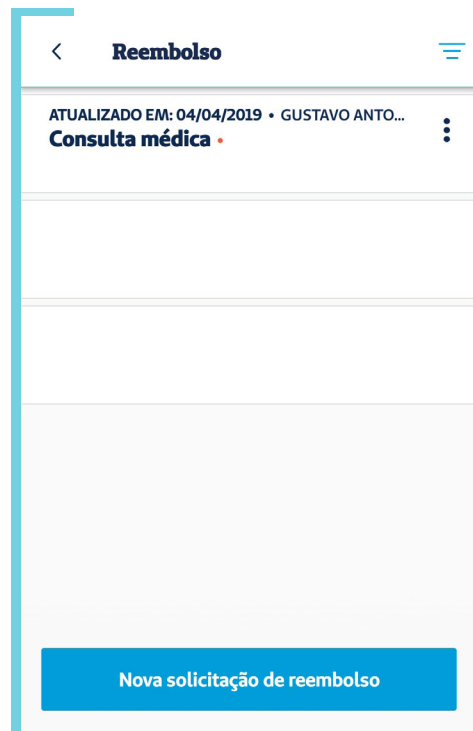 Reembolso
ATUALIZADO EM: 04/04/2019 • GUSTAVO ANTO...
Consulta médica •
Nova solicitação de reembolso